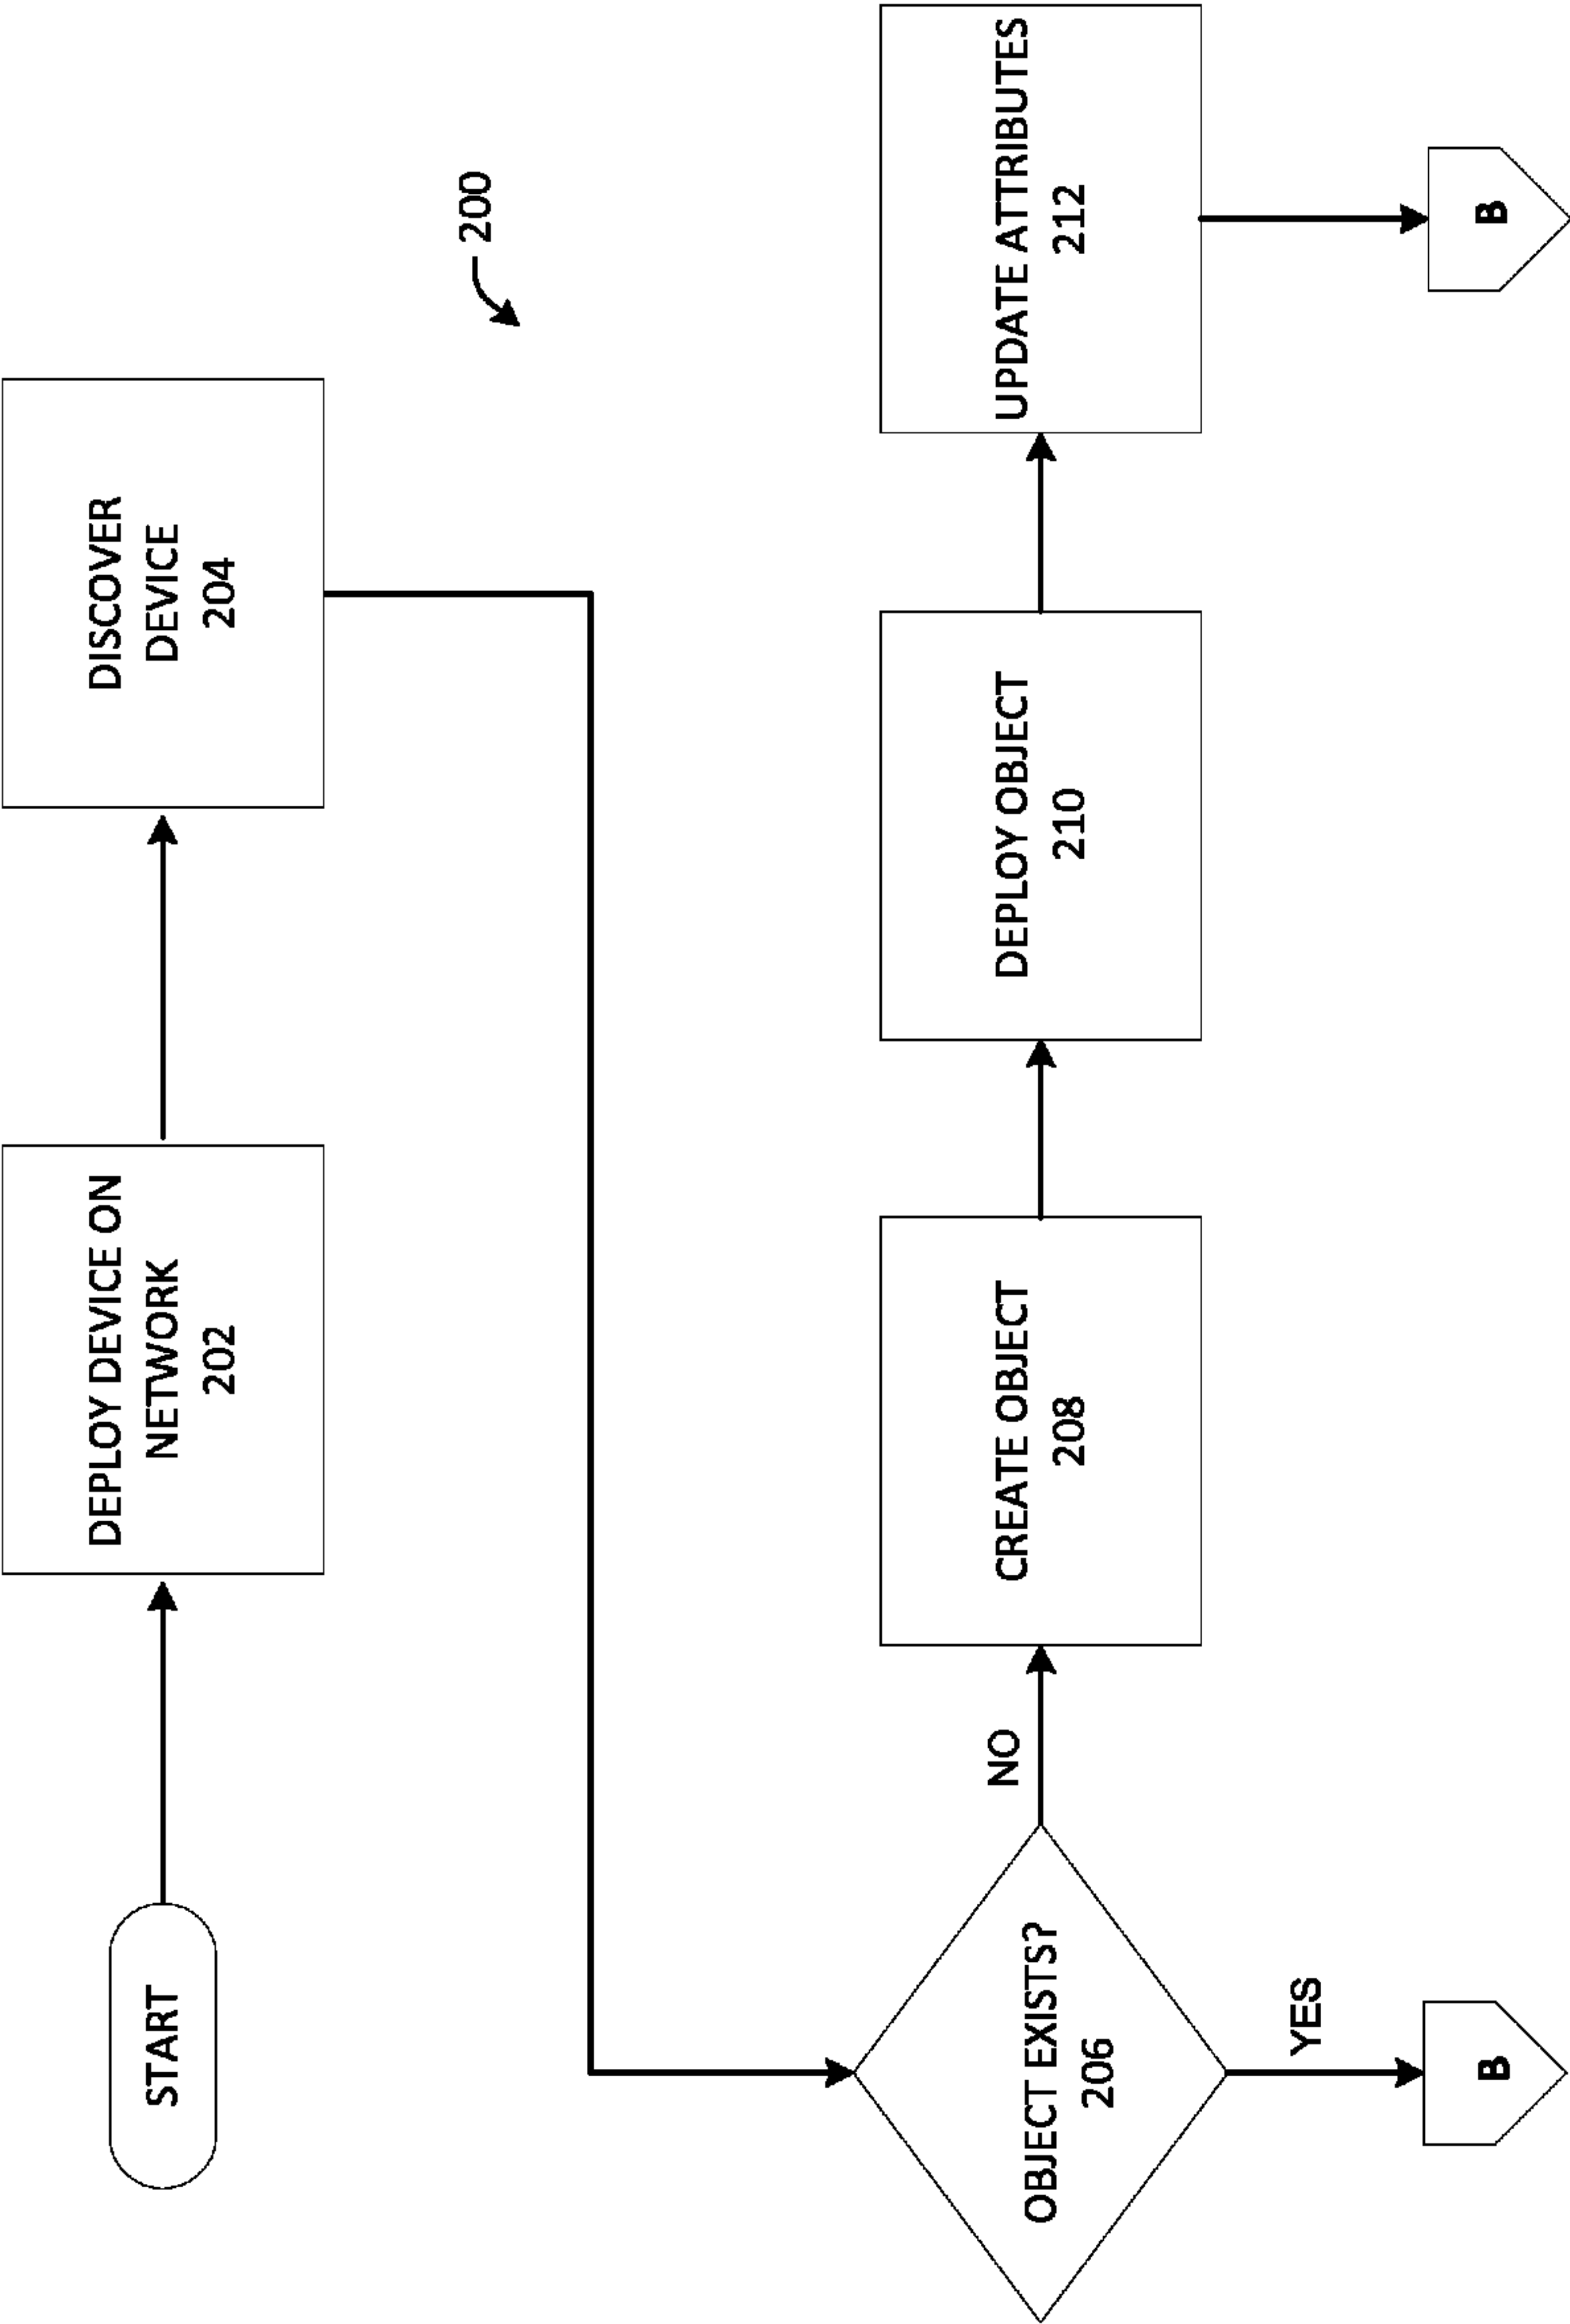 START
DEPLOY DEVICE ON
NETWORK
202
DISCOVER
DEVICE
204
200
OBJECT EXISTS?
206
NO
CREATE OBJECT
208
DEPLOY OBJECT
210
UPDATE ATTRIBUTES
212
YES
B
B